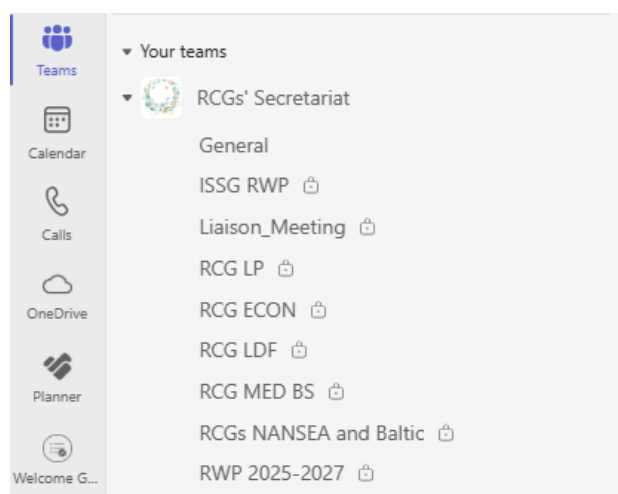 Teams
Calendar
Calls
OneDrive
Planner
Welcome G...
Your teams
RCGs' Secretariat
General
ISSG RWP
Liaison_Meeting
RCG LP
RCG ECON
RCG LDF
RCG MED BS
RCGs NANSEA and Baltic
RWP 2025-2027